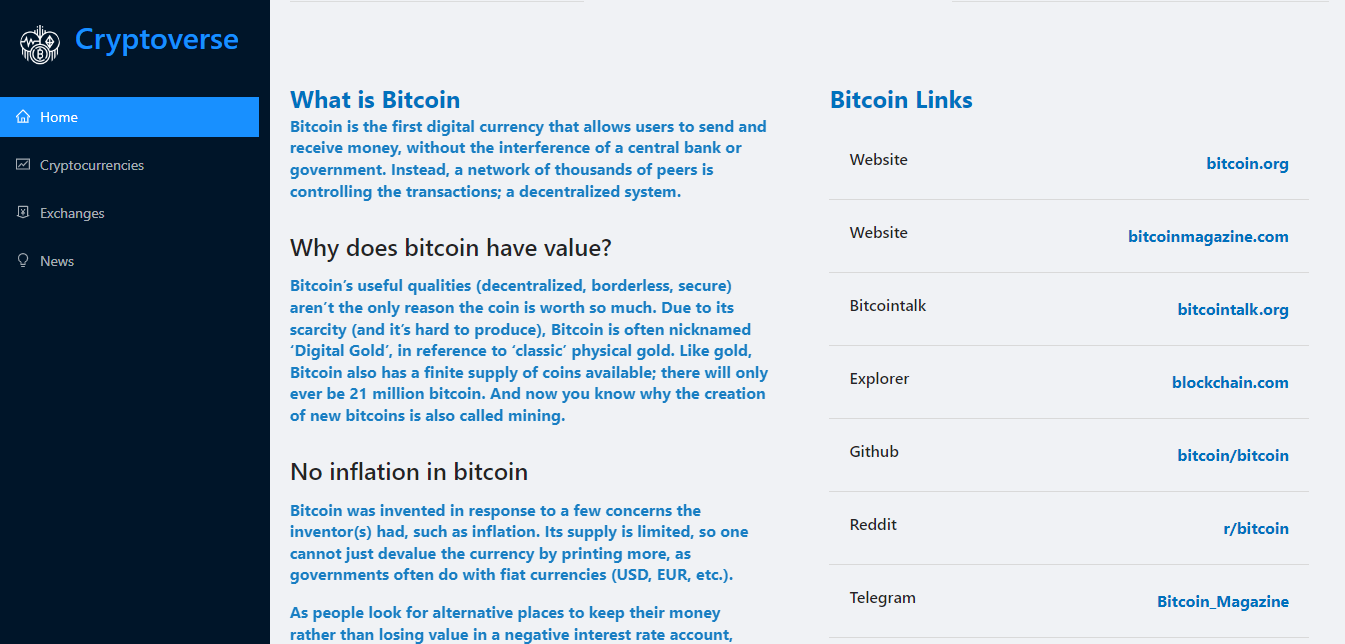 Cryptoverse
Home
Cryptocurrencies
Exchanges
News
What is Bitcoin
Bitcoin is the first digital currency that allows users to send and
receive money, without the interference of a central bank or
government. Instead, a network of thousands of peers is
controlling the transactions; a decentralized system.
Why does bitcoin have value?
Bitcoin’s useful qualities (decentralized, borderless, secure)
aren’t the only reason the coin is worth so much. Due to its
scarcity (and it’s hard to produce), Bitcoin is often nicknamed
‘Digital Gold’, in reference to ‘classic’ physical gold. Like gold,
Bitcoin also has a finite supply of coins available; there will only
ever be 21 million bitcoin. And now you know why the creation
of new bitcoins is also called mining.
No inflation in bitcoin
Bitcoin was invented in response to a few concerns the
inventor(s) had, such as inflation. Its supply is limited, so one
cannot just devalue the currency by printing more, as
governments often do with fiat currencies (USD, EUR, etc.).
As people look for alternative places to keep their money
rather than losing value in a negative interest rate account,
Bitcoin Links
Website bitcoin.org
Website bitcoinmagazine.com
Bitcointalk bitcointalk.org
Explorer blockchain.com
Github bitcoin/bitcoin
Reddit r/bitcoin
Telegram Bitcoin_Magazine